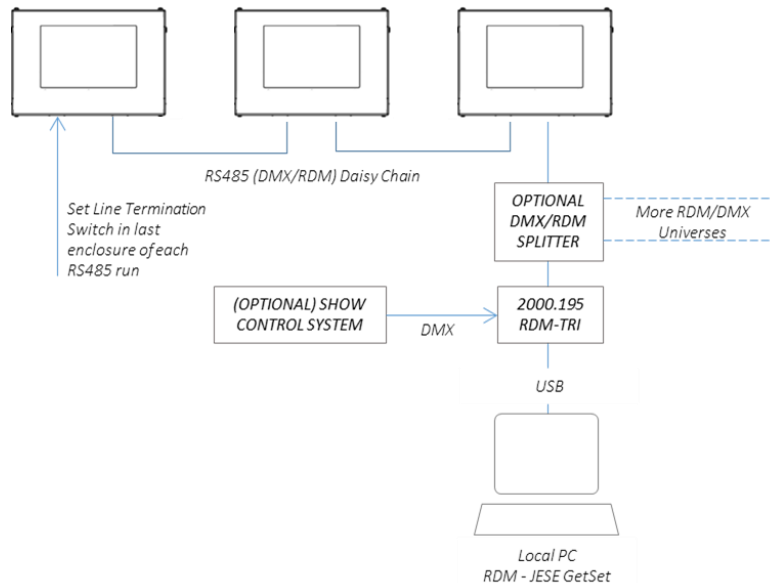 RS485 (DMX/RDM) Daisy Chain
Set Line Termination
Switch in last
enclosure of each
RS485 run
OPTIONAL
DMX/RDM
SPLITTER
More RDM/DMX
Universes
(OPTIONAL) SHOW
CONTROL SYSTEM
DMX
2000.195
RDM-TRI
USB
Local PC
RDM - JESE GetSet